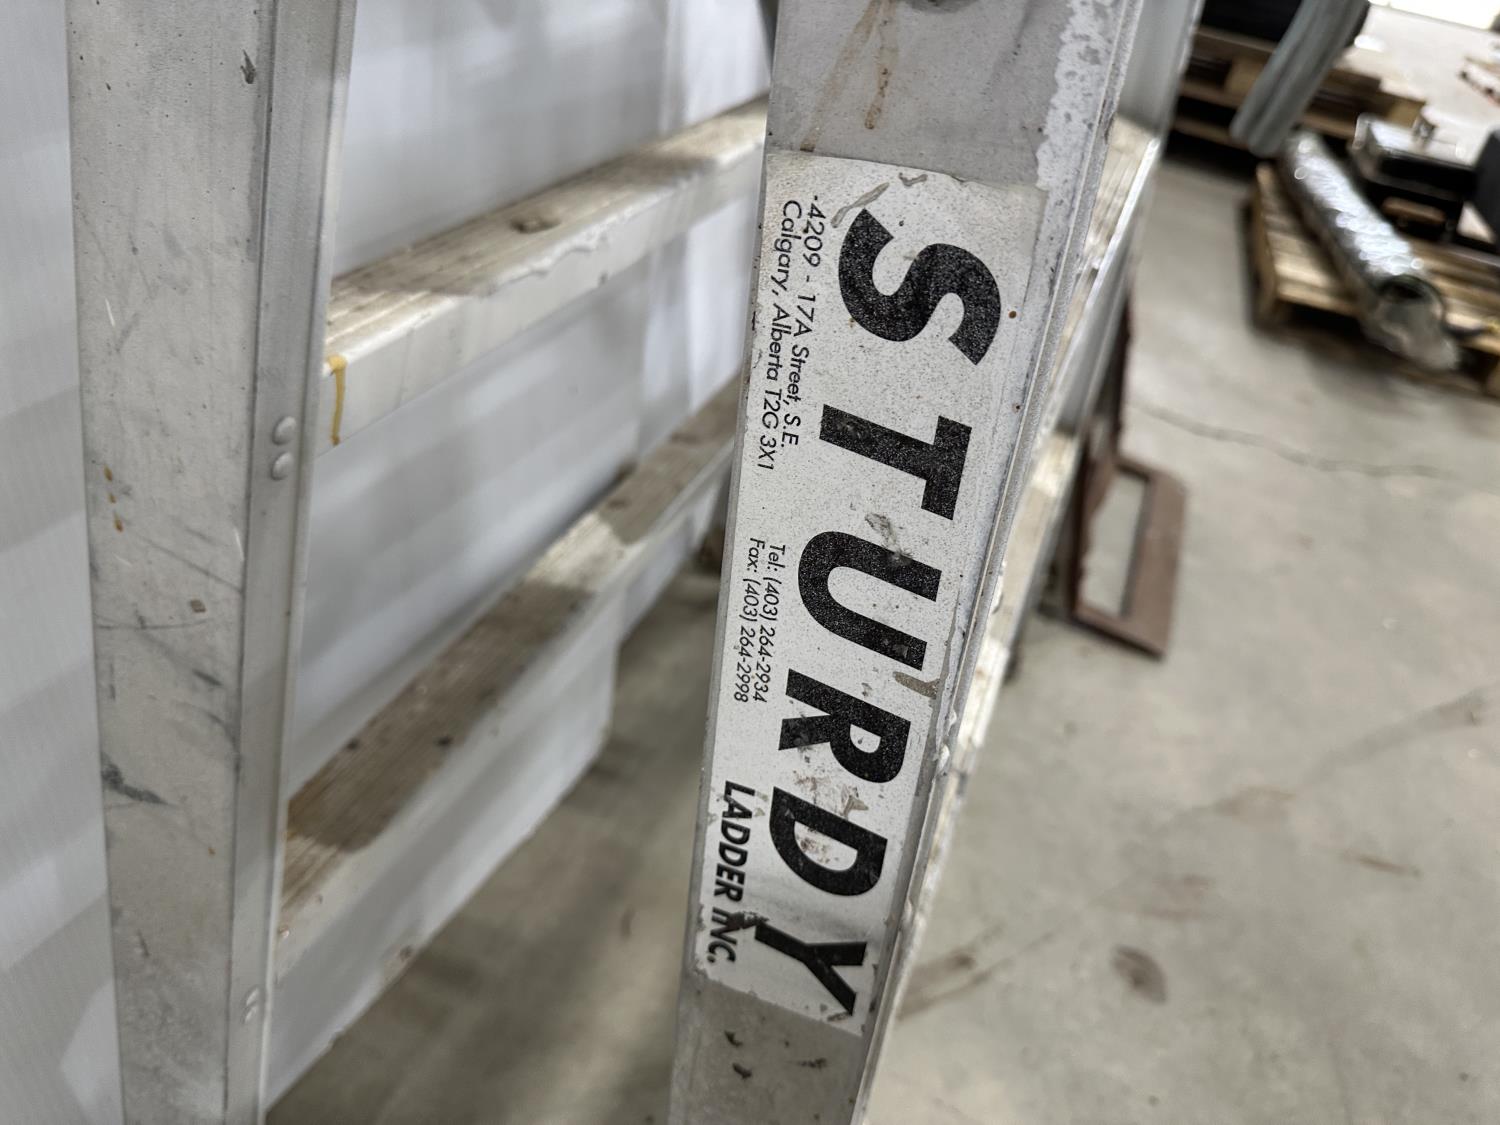 STURDY
LADDER INC.
4209 - 17A Street, S.E.
Calgary, Alberta T2G 3X1
Tel: (403) 264-2934
Fax: (403) 264-2998